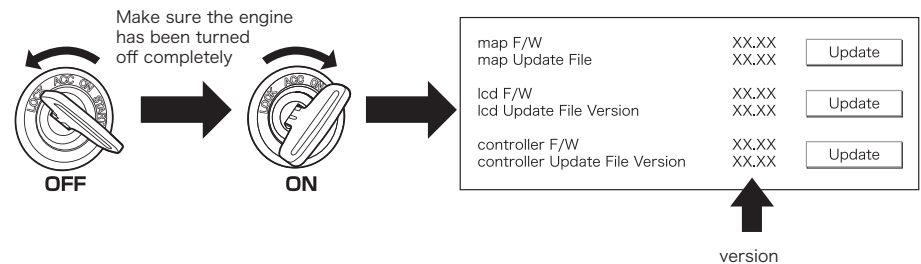 Make sure the engine
has been turned
off completely
LOCK ACC ON START
OFF
LOCK ACC ON
ON
map F/W XX.XX
map Update File XX.XX
Update
lcd F/W XX.XX
lcd Update File Version XX.XX
Update
controller F/W XX.XX
controller Update File Version XX.XX
Update
version